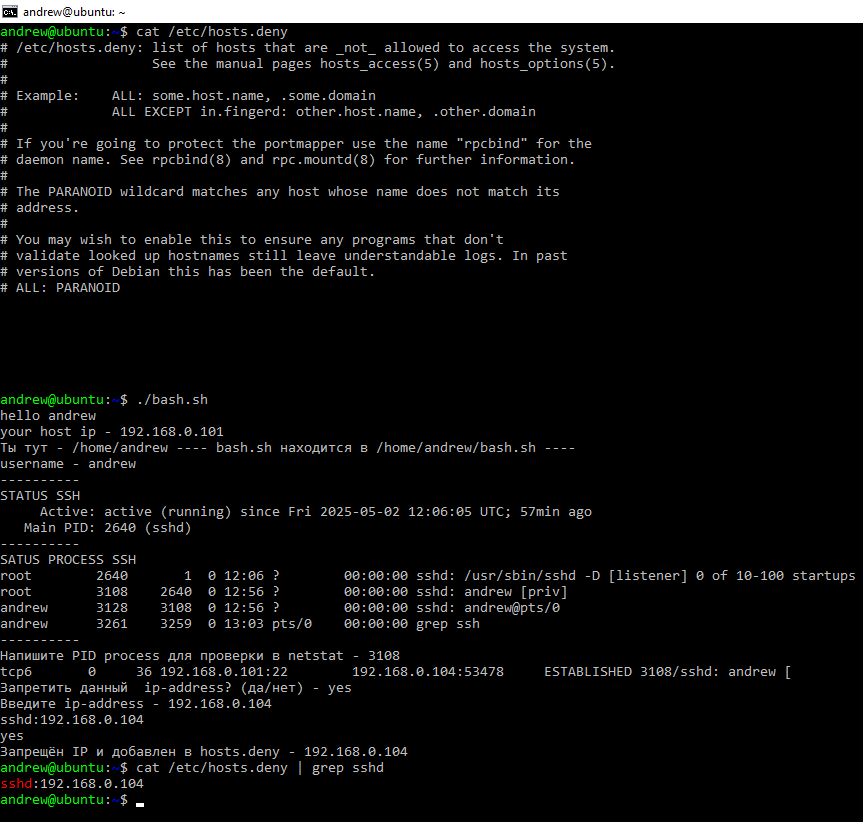 andrew@ubuntu: ~
andrew@ubuntu:~$ cat /etc/hosts.deny
# /etc/hosts.deny: list of hosts that are _not_ allowed to access the system.
#                  See the manual pages hosts_access(5) and hosts_options(5).
#
# Example:    ALL: some.host.name, .some.domain
#             ALL EXCEPT in.fingerd: other.host.name, .other.domain
#
# If you're going to protect the portmapper use the name "rpcbind" for the
# daemon name. See rpcbind(8) and rpc.mountd(8) for further information.
#
# The PARANOID wildcard matches any host whose name does not match its
# address.
#
# You may wish to enable this to ensure any programs that don't
# validate looked up hostnames still leave understandable logs. In past
# versions of Debian this has been the default.
# ALL: PARANOID
andrew@ubuntu:~$ ./bash.sh
hello andrew
your host ip - 192.168.0.101
Ты тут - /home/andrew ---- bash.sh находится в /home/andrew/bash.sh ----
username - andrew
----------
STATUS SSH
     Active: active (running) since Fri 2025-05-02 12:06:05 UTC; 57min ago
   Main PID: 2640 (sshd)
----------
SATUS PROCESS SSH
root        2640       1  0 12:06 ?        00:00:00 sshd: /usr/sbin/sshd -D [listener] 0 of 10-100 startups
root        3108    2640  0 12:56 ?        00:00:00 sshd: andrew [priv]
andrew      3128    3108  0 12:56 ?        00:00:00 sshd: andrew@pts/0
andrew      3261    3259  0 13:03 pts/0    00:00:00 grep ssh
----------
Напишите PID process для проверки в netstat - 3108
tcp6       0     36 192.168.0.101:22        192.168.0.104:53478     ESTABLISHED 3108/sshd: andrew [
Запретить данный  ip-address? (да/нет) - yes
Введите ip-address - 192.168.0.104
sshd:192.168.0.104
yes
Запрещён IP и добавлен в hosts.deny - 192.168.0.104
andrew@ubuntu:~$ cat /etc/hosts.deny | grep sshd
sshd:192.168.0.104
andrew@ubuntu:~$